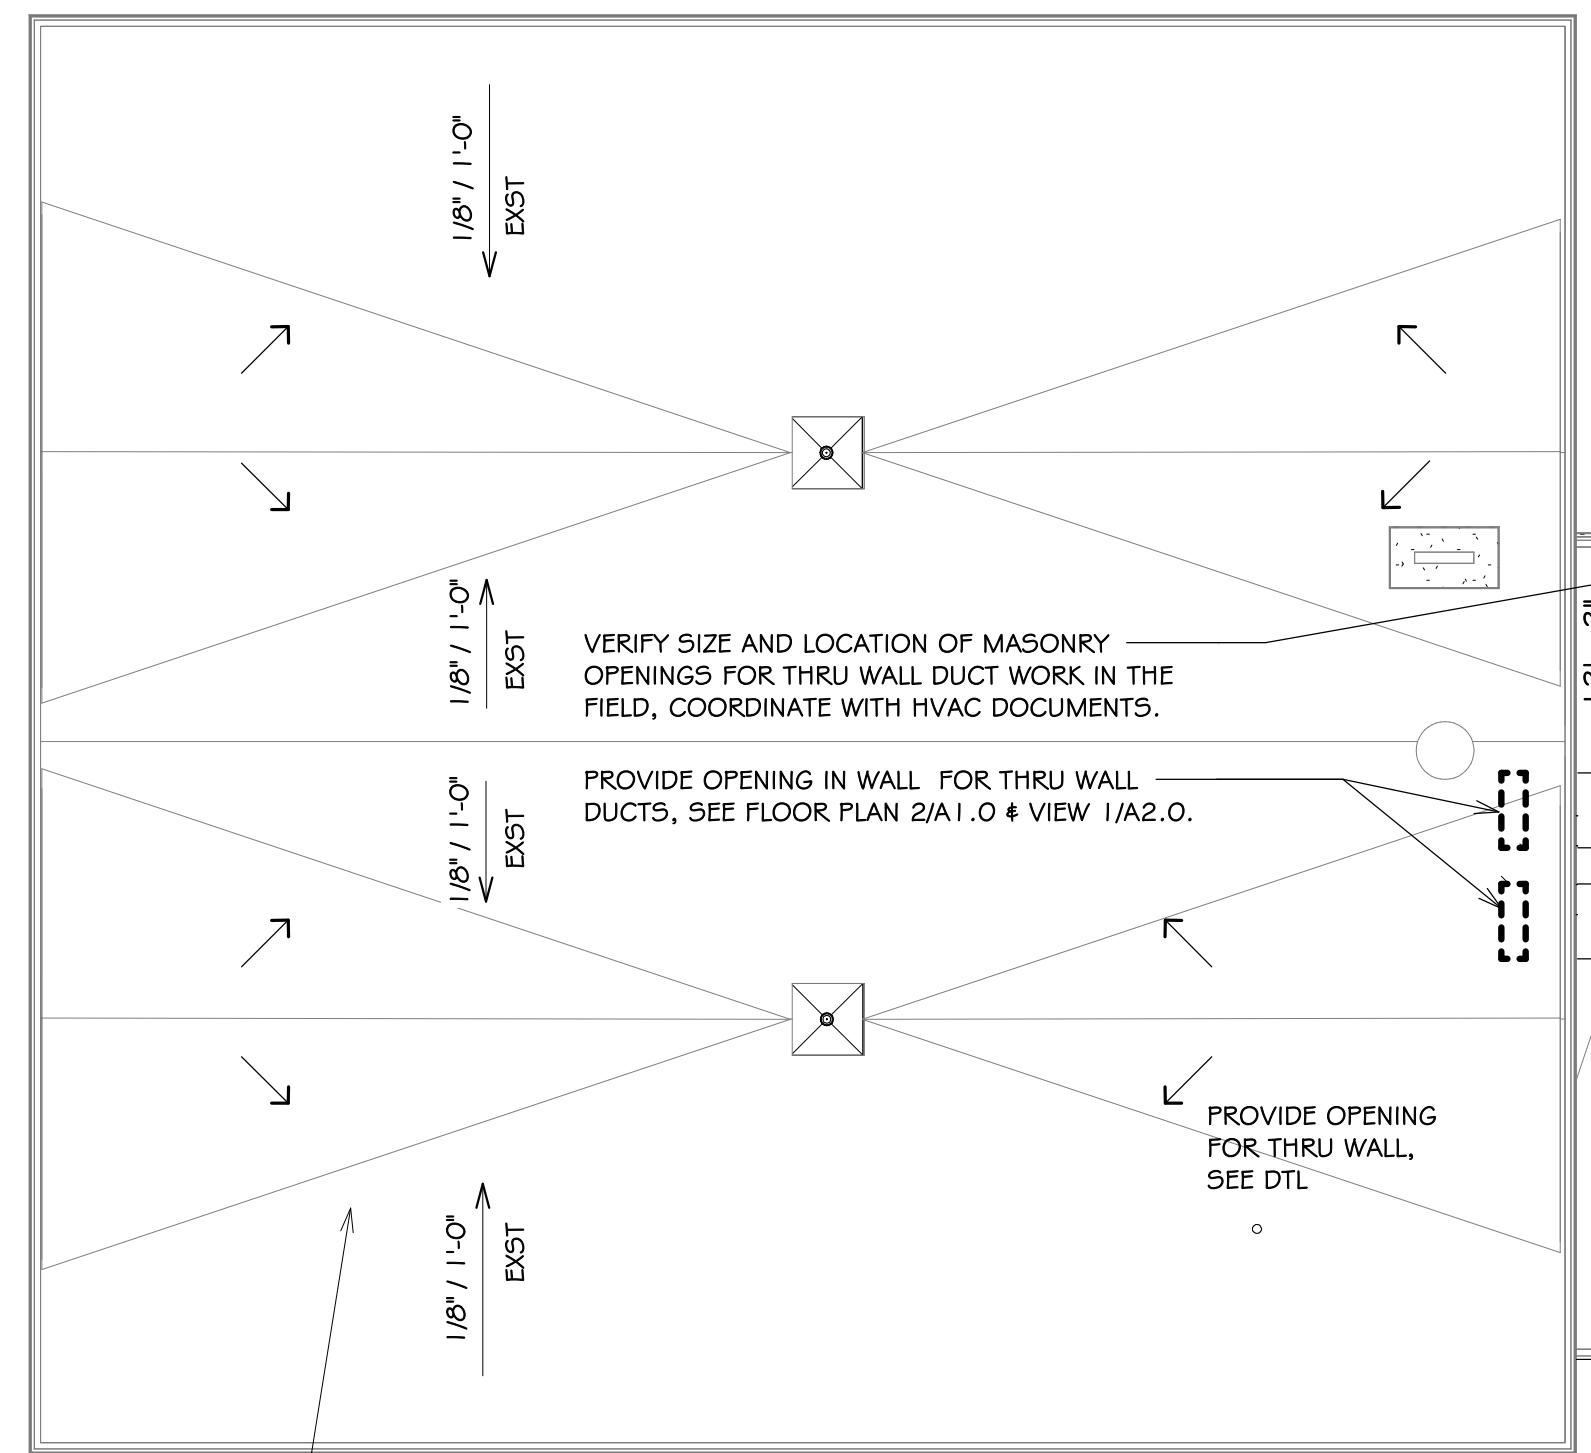 1/8" / 1'-0"
EXST
1/8" / 1'-0"
EXST
VERIFY SIZE AND LOCATION OF MASONRY
OPENINGS FOR THRU WALL DUCT WORK IN THE
FIELD, COORDINATE WITH HVAC DOCUMENTS.
PROVIDE OPENING IN WALL FOR THRU WALL
DUCTS, SEE FLOOR PLAN 2/A1.0 & VIEW 1/A2.0.
1/8" / 1'-0"
EXST
PROVIDE OPENING
FOR THRU WALL,
SEE DTL
1/8" / 1'-0"
EXST